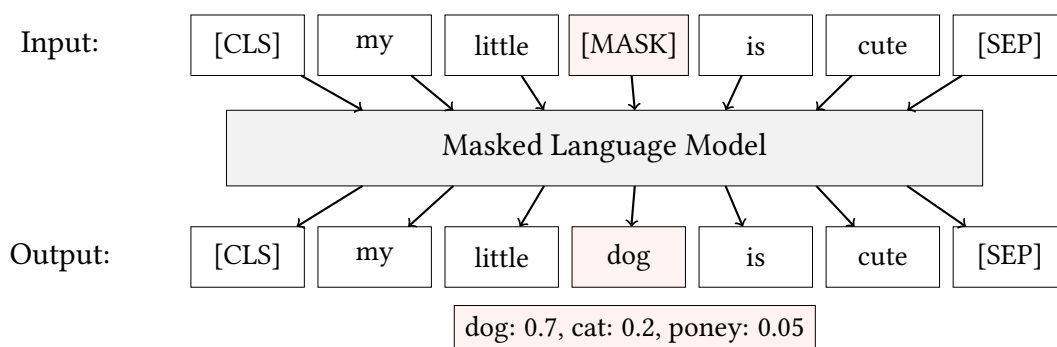 Input: [CLS] my little [MASK] is cute [SEP]
Masked Language Model
Output: [CLS] my little dog is cute [SEP]
dog: 0.7, cat: 0.2, poney: 0.05